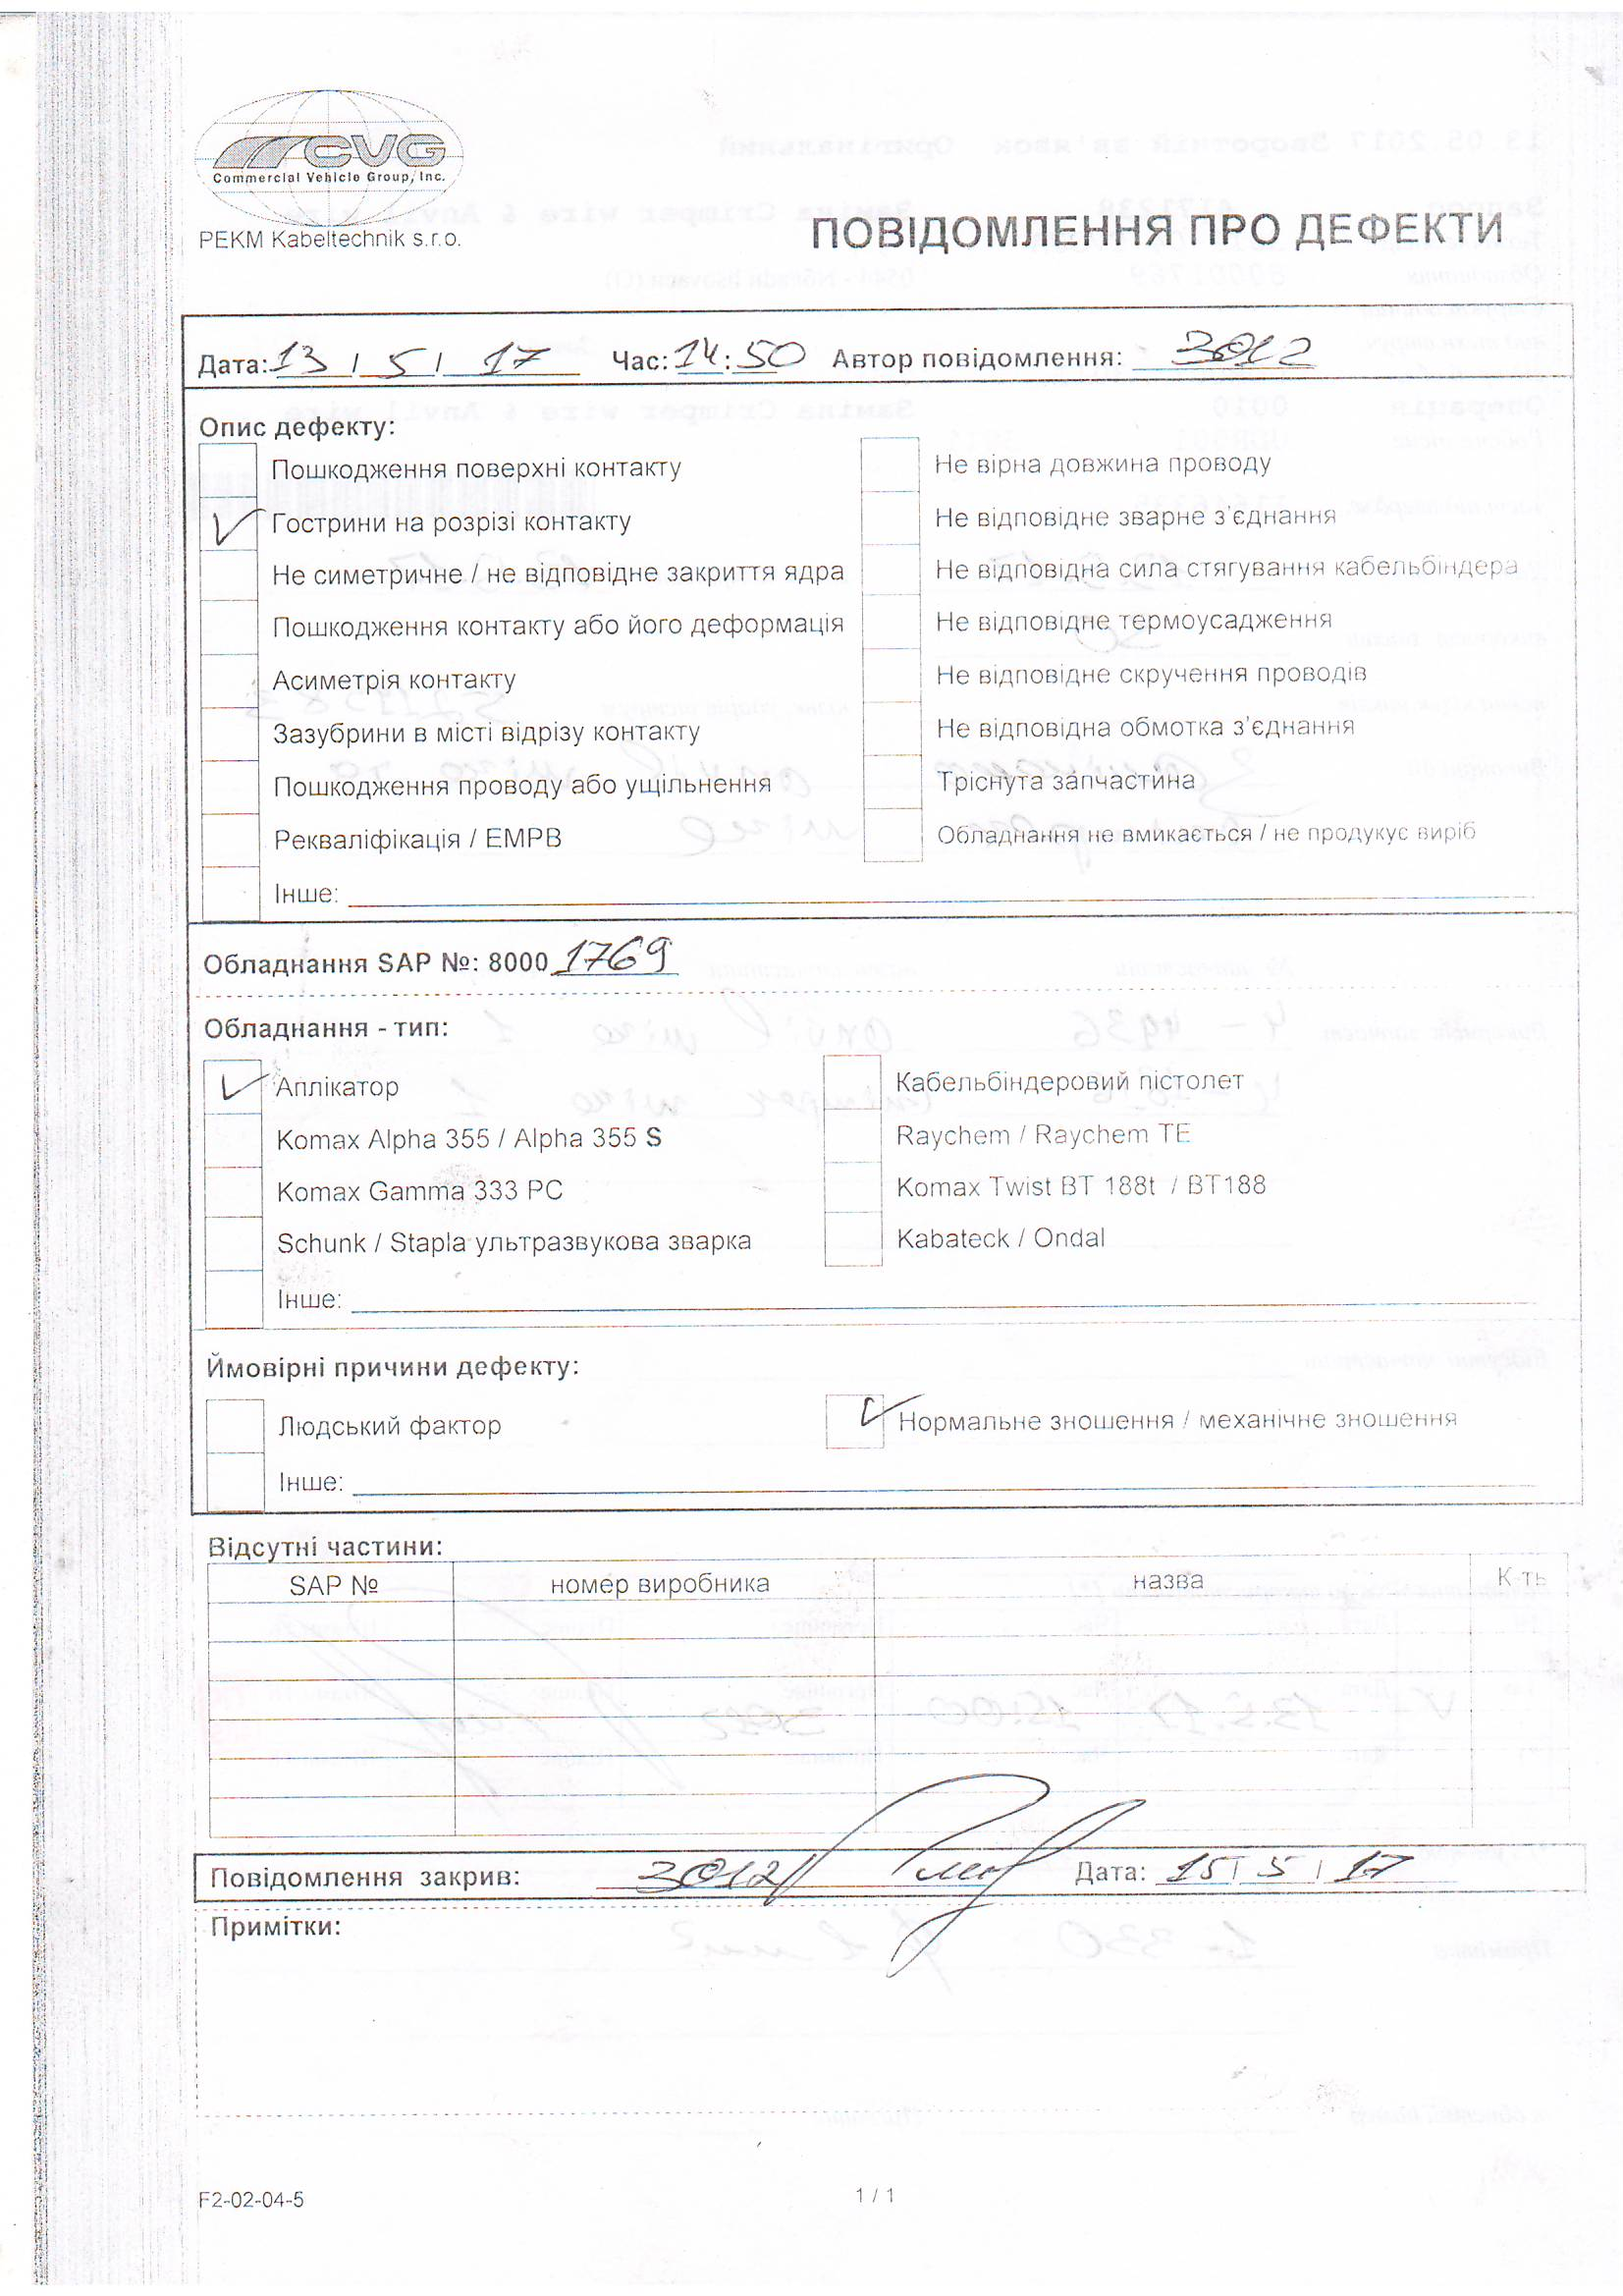 CVG
Commercial Vehicle Group, Inc.
PEKM Kabeltechnik s.r.o.
ПОВІДОМЛЕННЯ ПРО ДЕФЕКТИ
Дата: 13 / 5 / 17 Час: 14:50 Автор повідомлення: 3012
Опис дефекту:
Пошкодження поверхні контакту
Гострини на розрізі контакту
Не симетричне / не відповідне закриття ядра
Пошкодження контакту або його деформація
Асиметрія контакту
Зазубрини в місті відрізу контакту
Пошкодження проводу або ущільнення
Рекваліфікація / EMPB
Не вірна довжина проводу
Не відповідне зварне з’єднання
Не відповідна сила стягування кабельбіндера
Не відповідне термоусадження
Не відповідне скручення проводів
Не відповідна обмотка з’єднання
Тріснута запчастина
Обладнання не вмикається / не продукує виріб
Інше:
Обладнання SAP №: 8000 1769
Обладнання - тип:
Аплікатор
Komax Alpha 355 / Alpha 355 S
Komax Gamma 333 PC
Schunk / Stapla ультразвукова зварка
Кабельбіндеровий пістолет
Raychem / Raychem TE
Komax Twist BT 188t / BT188
Kabateck / Ondal
Інше:
Ймовірні причини дефекту:
Людський фактор
Нормальне зношення / механічне зношення
Інше:
Відсутні частини:
SAP № номер виробника назва К-ть
Повідомлення закрив: 3012 Дата: 15 / 5 / 17
Примітки:
F2-02-04-5
1 / 1